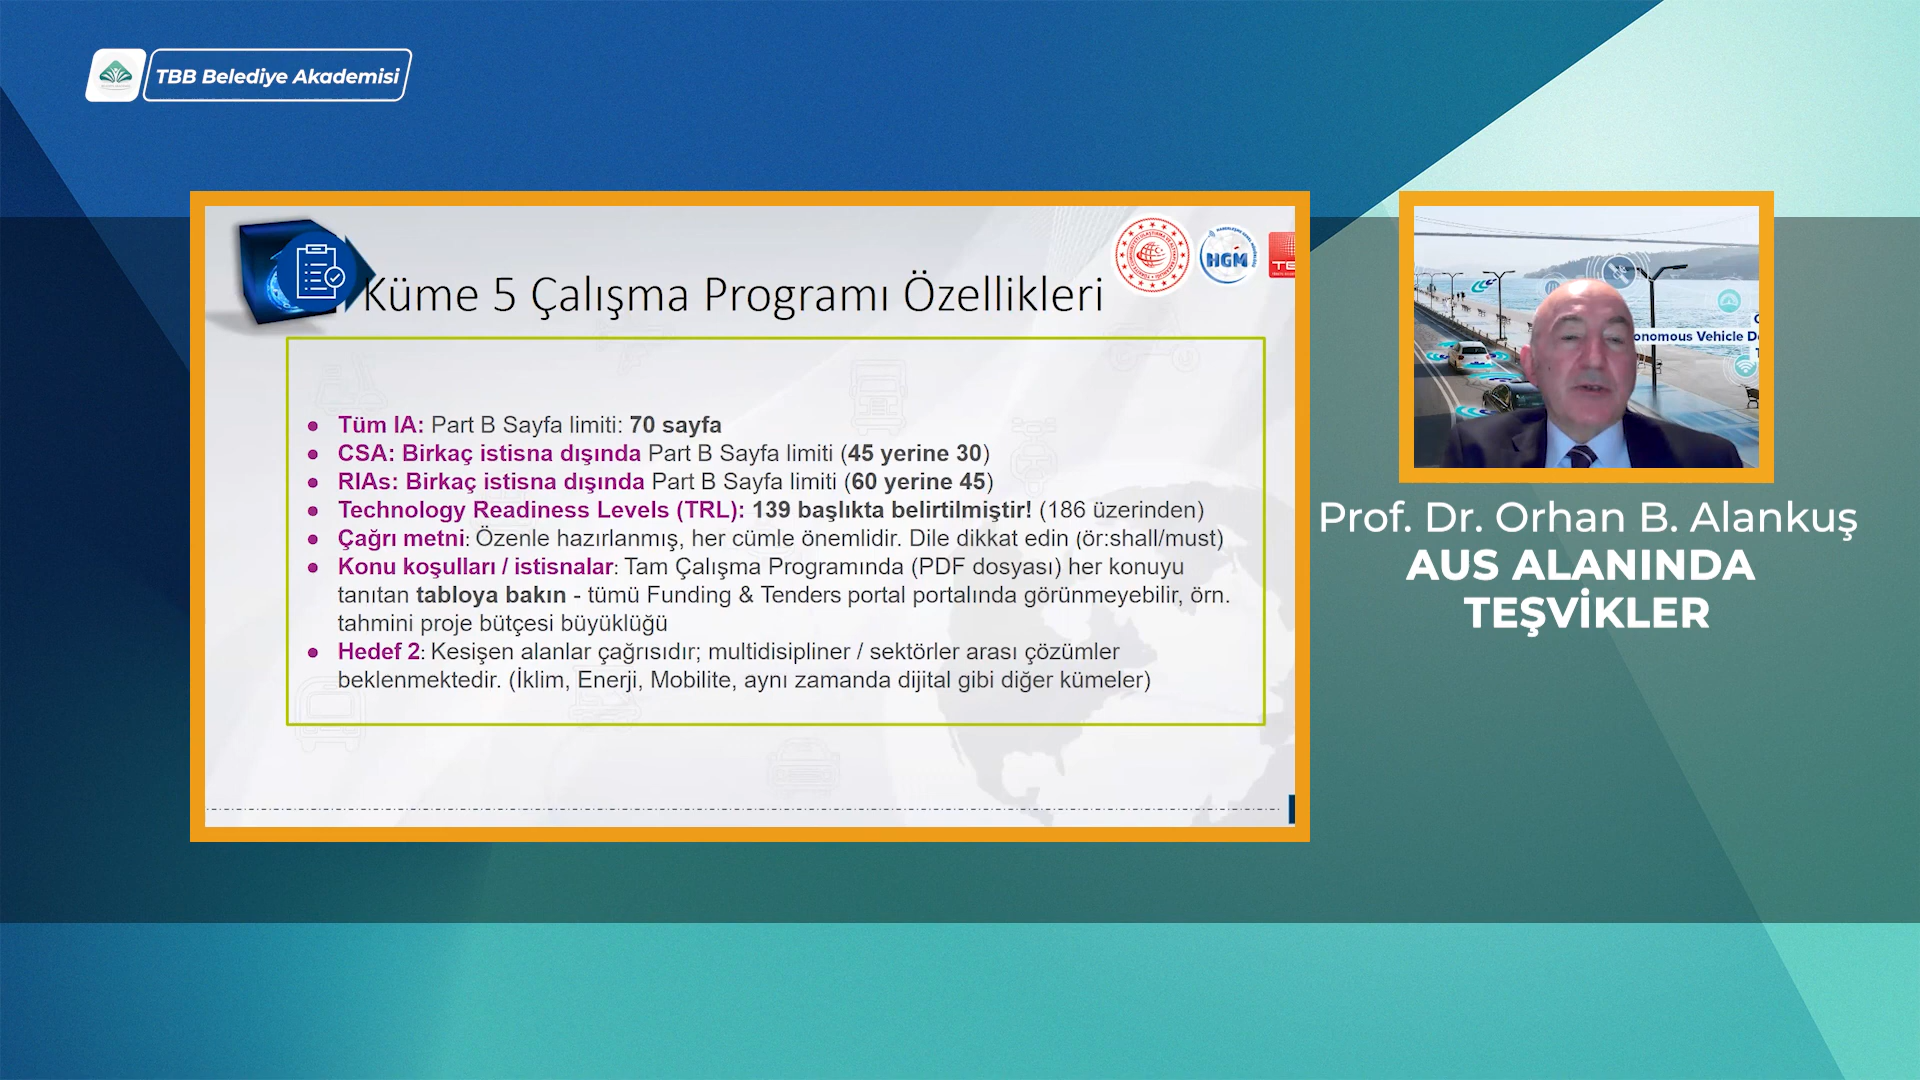 TBB Belediye Akademisi
Küme 5 Çalışma Programı Özellikleri
HGM
● Tüm IA: Part B Sayfa limiti: 70 sayfa
● CSA: Birkaç istisna dışında Part B Sayfa limiti (45 yerine 30)
● RIAs: Birkaç istisna dışında Part B Sayfa limiti (60 yerine 45)
● Technology Readiness Levels (TRL): 139 başlıkta belirtilmiştir! (186 üzerinden)
● Çağrı metni: Özenle hazırlanmış, her cümle önemlidir. Dile dikkat edin (ör:shall/must)
● Konu koşulları / istisnalar: Tam Çalışma Programında (PDF dosyası) her konuyu
tanıtan tabloya bakın - tümü Funding & Tenders portal portalında görünmeyebilir, örn.
tahmini proje bütçesi büyüklüğü
● Hedef 2: Kesişen alanlar çağrısıdır; multidisipliner / sektörler arası çözümler
beklenmektedir. (İklim, Enerji, Mobilite, aynı zamanda dijital gibi diğer kümeler)
onomous Vehicle D
Prof. Dr. Orhan B. Alankuş
AUS ALANINDA
TEŞVİKLER